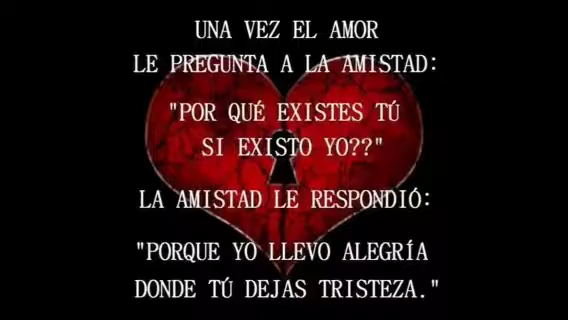 UNA VEZ EL AMOR
LE PREGUNTA A LA AMISTAD:
"POR QUÉ EXISTES TÚ
SI EXISTO YO??"
LA AMISTAD LE RESPONDIÓ:
"PORQUE YO LLEVO ALEGRÍA
DONDE TÚ DEJAS TRISTEZA."